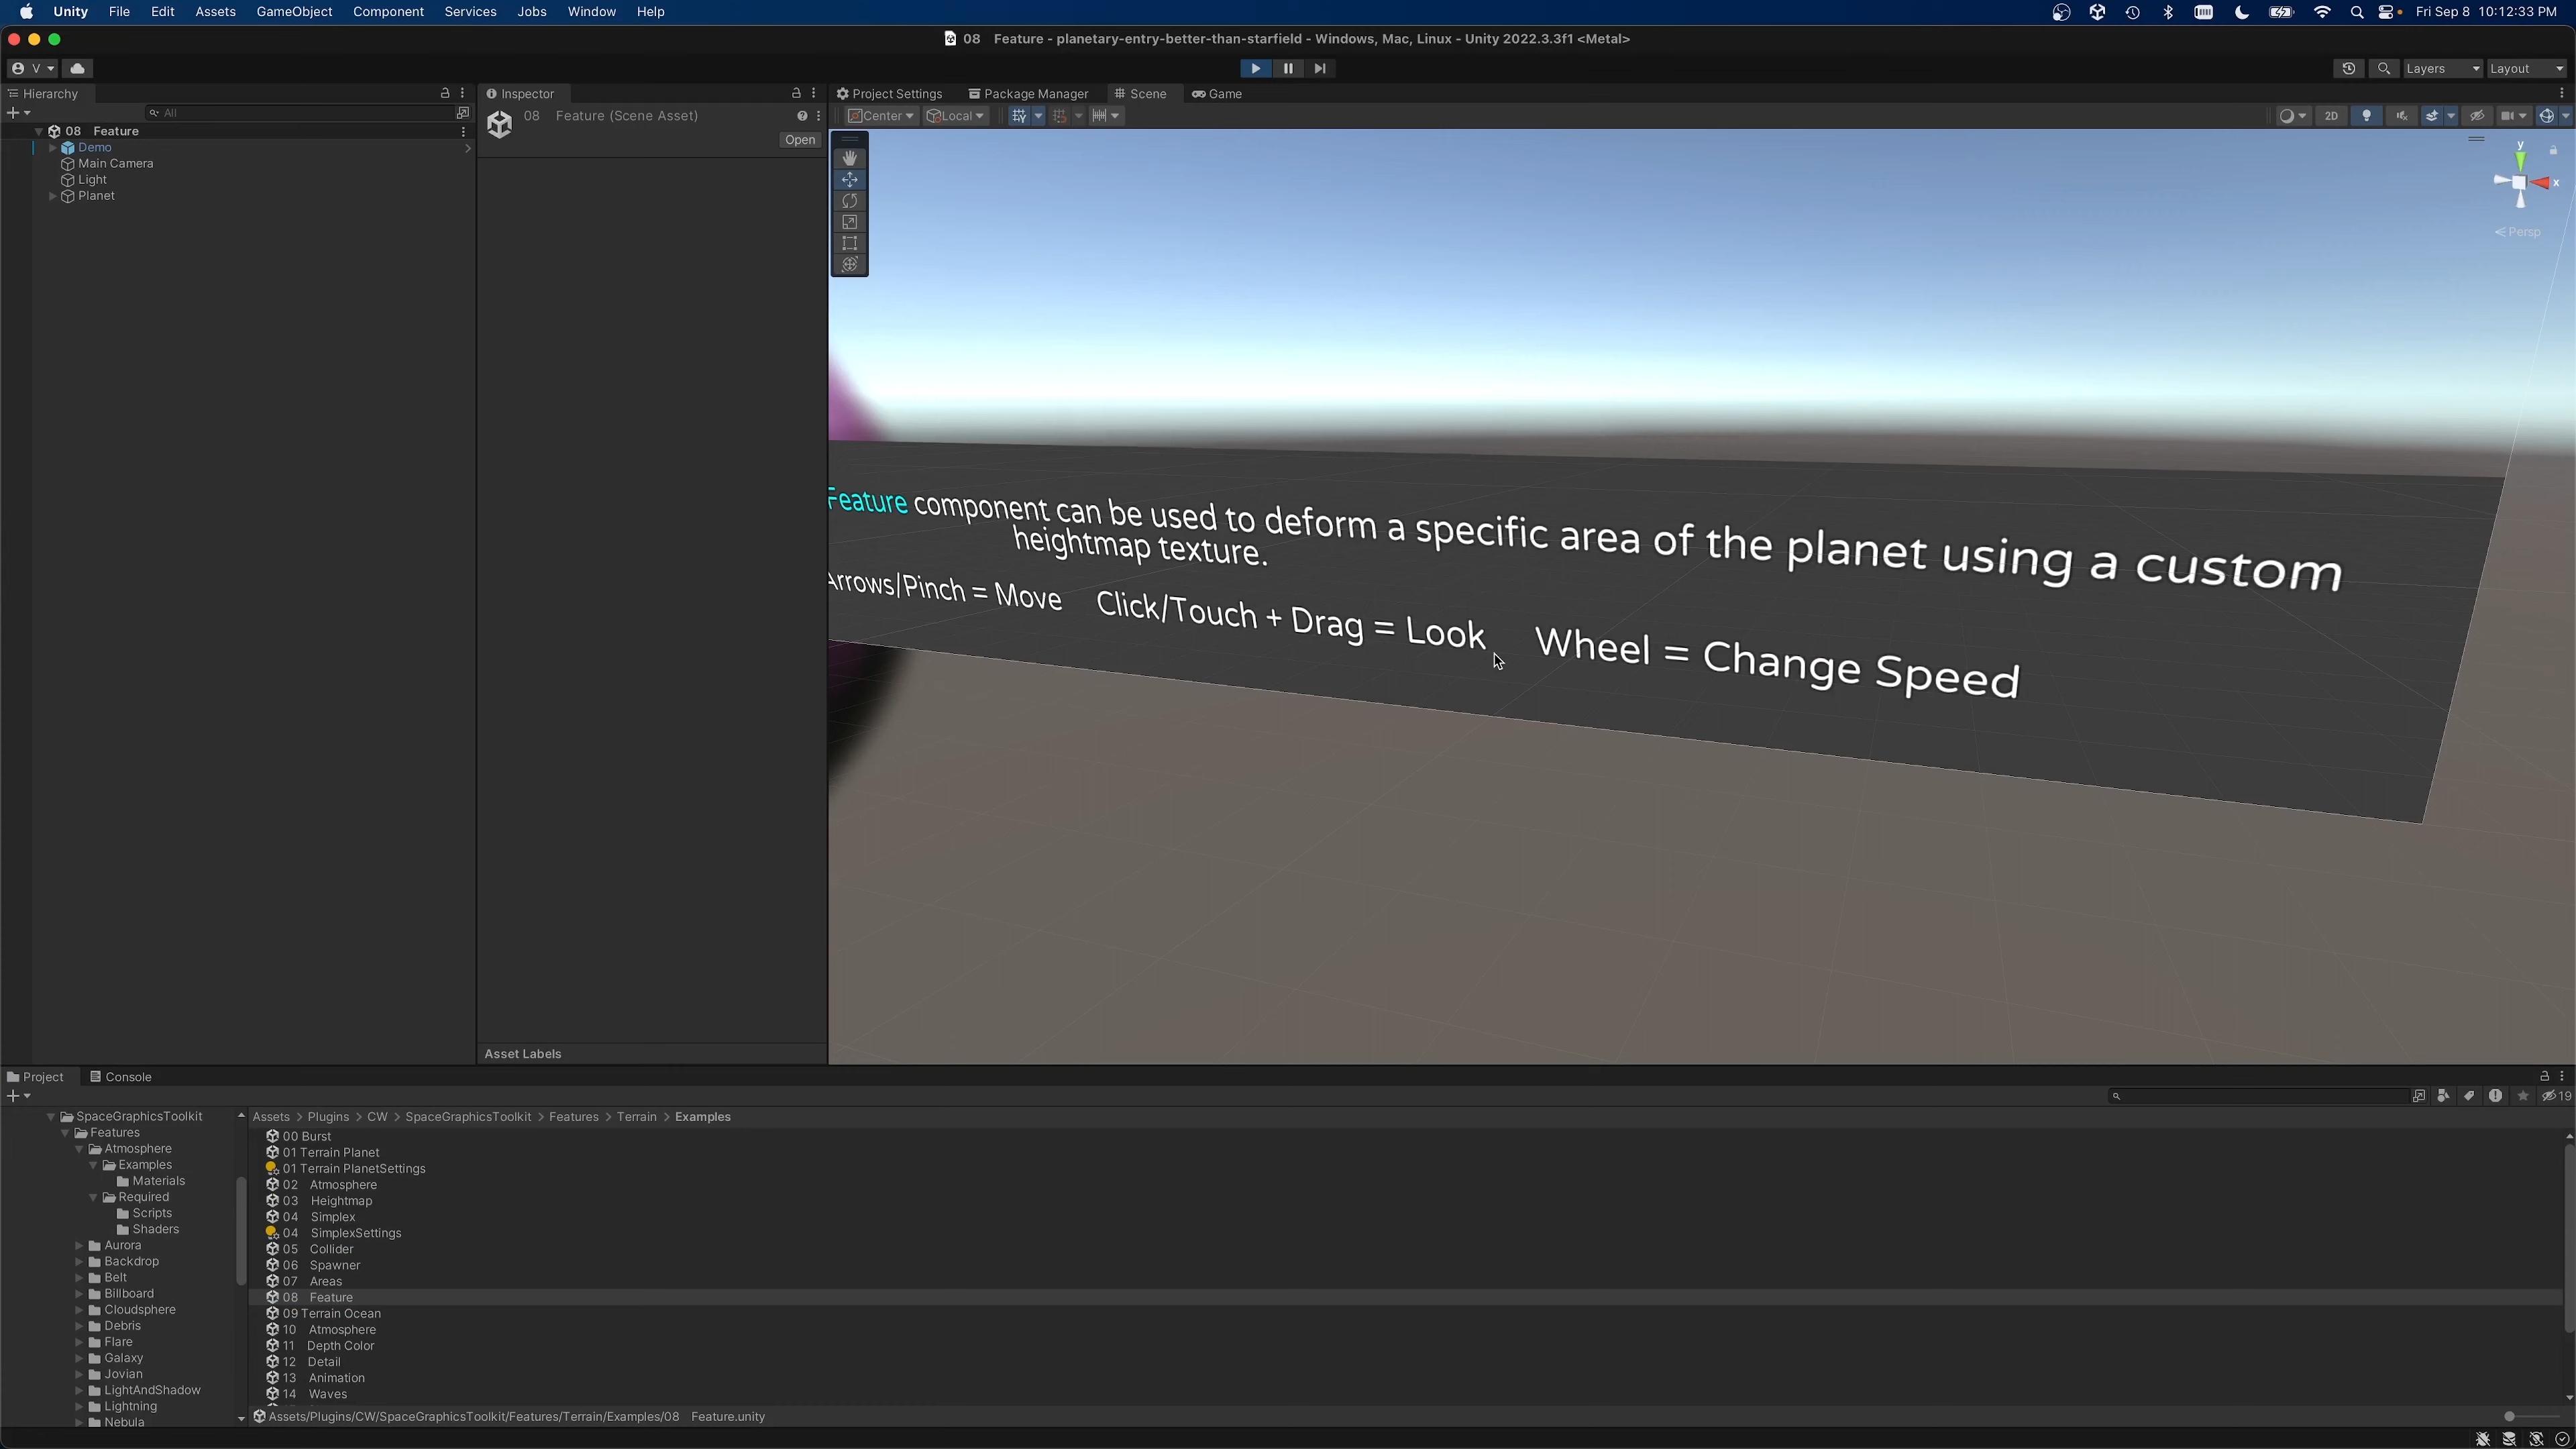 Unity File Edit Assets GameObject Component Services Jobs Window Help Fri Sep 8 10:12:33 PM
08 Feature - planetary-entry-better-than-starfield - Windows, Mac, Linux - Unity 2022.3.3f1 <Metal>
V Layers Layout
Hierarchy Inspector Project Settings Package Manager Scene Game
All
08 Feature (Scene Asset)
Center Local 2D
08 Feature
Open
Demo
Main Camera
Light
Planet
y
x
Persp
Feature component can be used to deform a specific area of the planet using a custom
heightmap texture.
Arrows/Pinch = Move Click/Touch + Drag = Look Wheel = Change Speed
Asset Labels
Project Console
19
SpaceGraphicsToolkit
Features
Atmosphere
Examples
Materials
Required
Scripts
Shaders
Aurora
Backdrop
Belt
Billboard
Cloudsphere
Debris
Flare
Galaxy
Jovian
LightAndShadow
Lightning
Nebula
Assets > Plugins > CW > SpaceGraphicsToolkit > Features > Terrain > Examples
00 Burst
01 Terrain Planet
01 Terrain PlanetSettings
02 Atmosphere
03 Heightmap
04 Simplex
04 SimplexSettings
05 Collider
06 Spawner
07 Areas
08 Feature
09 Terrain Ocean
10 Atmosphere
11 Depth Color
12 Detail
13 Animation
14 Waves
Assets/Plugins/CW/SpaceGraphicsToolkit/Features/Terrain/Examples/08 Feature.unity